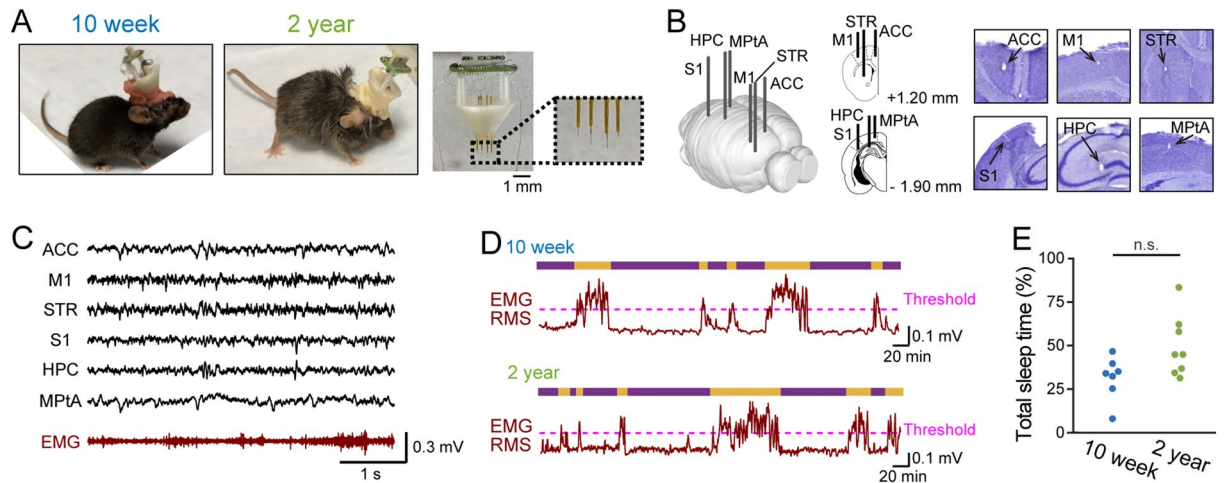 A
10 week
2 year
1 mm
B
HPC
MPtA
STR
S1
M1
ACC
STR
M1
ACC
+1.20 mm
HPC
S1
MPtA
- 1.90 mm
ACC
M1
STR
S1
HPC
MPtA
C
ACC
M1
STR
S1
HPC
MPtA
EMG
0.3 mV
1 s
D
10 week
EMG
RMS
Threshold
0.1 mV
20 min
2 year
EMG
RMS
Threshold
0.1 mV
20 min
E
n.s.
Total sleep time (%)
100
75
50
25
0
10 week
2 year